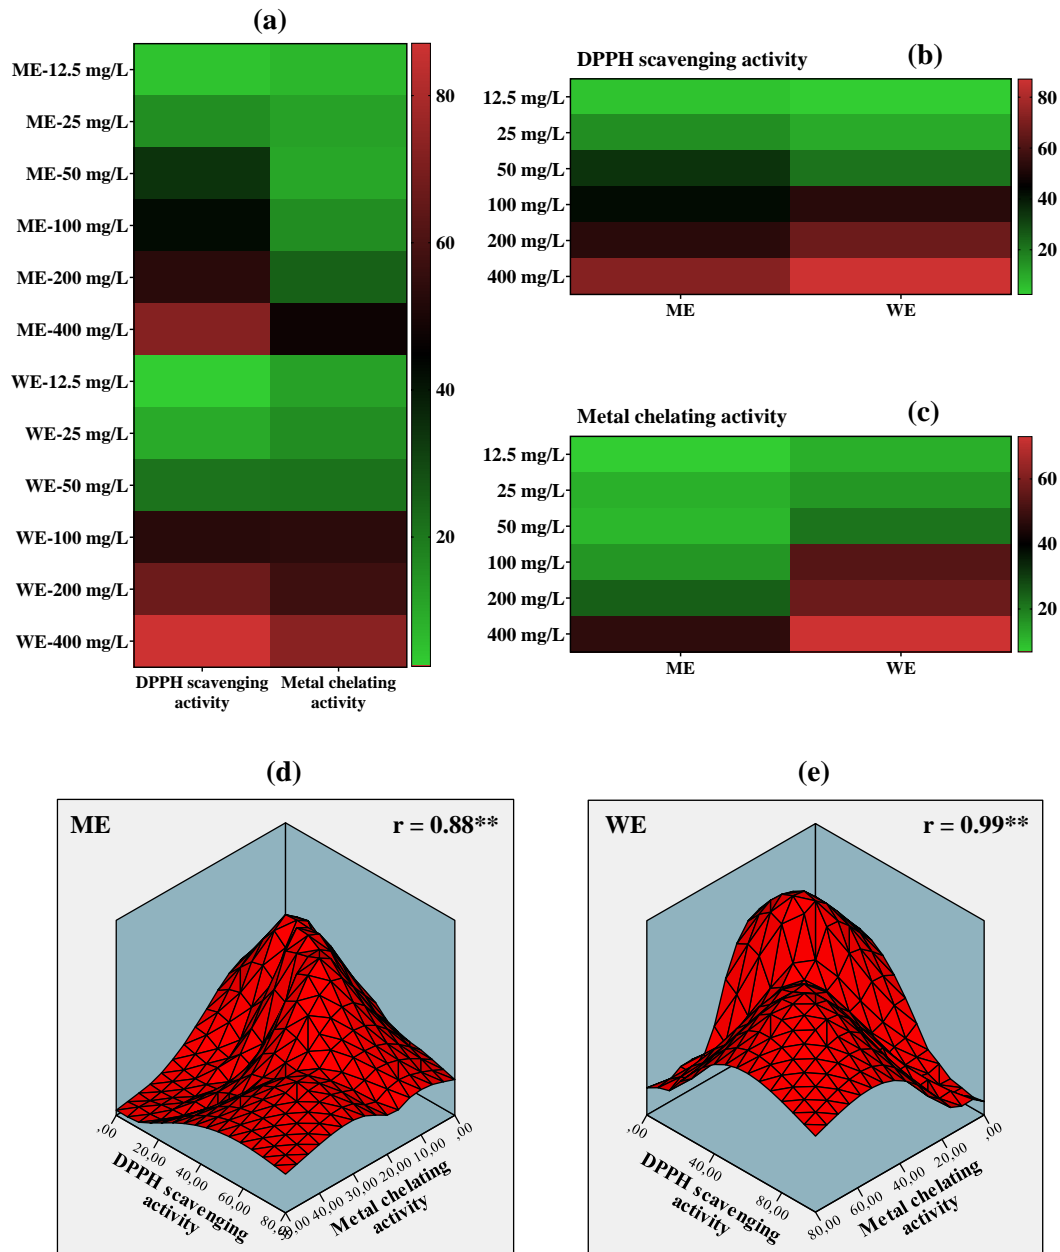 (a)
ME-12.5 mg/L
ME-25 mg/L
ME-50 mg/L
ME-100 mg/L
ME-200 mg/L
ME-400 mg/L
WE-12.5 mg/L
WE-25 mg/L
WE-50 mg/L
WE-100 mg/L
WE-200 mg/L
WE-400 mg/L
80
60
40
20
DPPH scavenging
activity
Metal chelating
activity
DPPH scavenging activity
(b)
12.5 mg/L
25 mg/L
50 mg/L
100 mg/L
200 mg/L
400 mg/L
80
60
40
20
ME
WE
Metal chelating activity
(c)
12.5 mg/L
25 mg/L
50 mg/L
100 mg/L
200 mg/L
400 mg/L
60
40
20
ME
WE
(d)
ME
r = 0.88**
,00
20,00
40,00
60,00
80,00
DPPH scavenging
activity
,00
10,00
20,00
30,00
40,00
Metal chelating
activity
(e)
WE
r = 0.99**
,00
40,00
80,00
DPPH scavenging
activity
,00
20,00
40,00
60,00
80,00
Metal chelating
activity